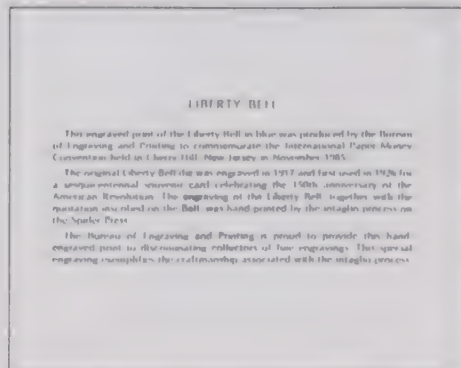 LIBERTY BELL
This engraved print of the Liberty Bell in blue was produced by the Bureau
of Engraving and Printing to commemorate the International Paper Money
Convention held in Cherry Hill, New Jersey in November 1985.
The original Liberty Bell die was engraved in 1917 and first used in 1926 for
a sesquicentennial souvenir card celebrating the 150th anniversary of the
American Revolution. The engraving of the Liberty Bell, together with the
quotation inscribed on the Bell, was hand printed by the intaglio process on
the Spider Press.
The Bureau of Engraving and Printing is proud to provide this hand
engraved print to discriminating collectors of fine engravings. This special
engraving exemplifies the craftmanship associated with the intaglio process.